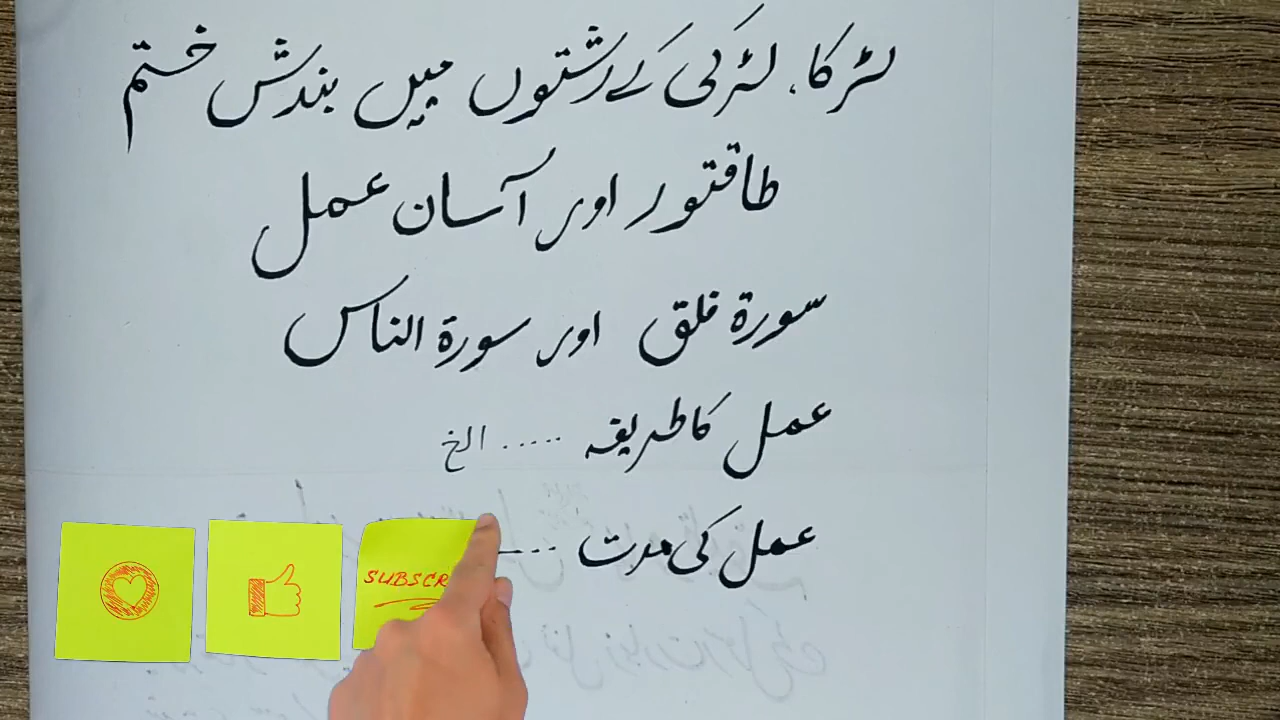 لڑکا، لڑکی کے رشتوں میں بندش ختم
طاقتور اور آسان عمل
سورۃ فلق اور سورۃ الناس
عمل کا طریقہ ..... الخ
عمل کی مدت ....
SUBSCR